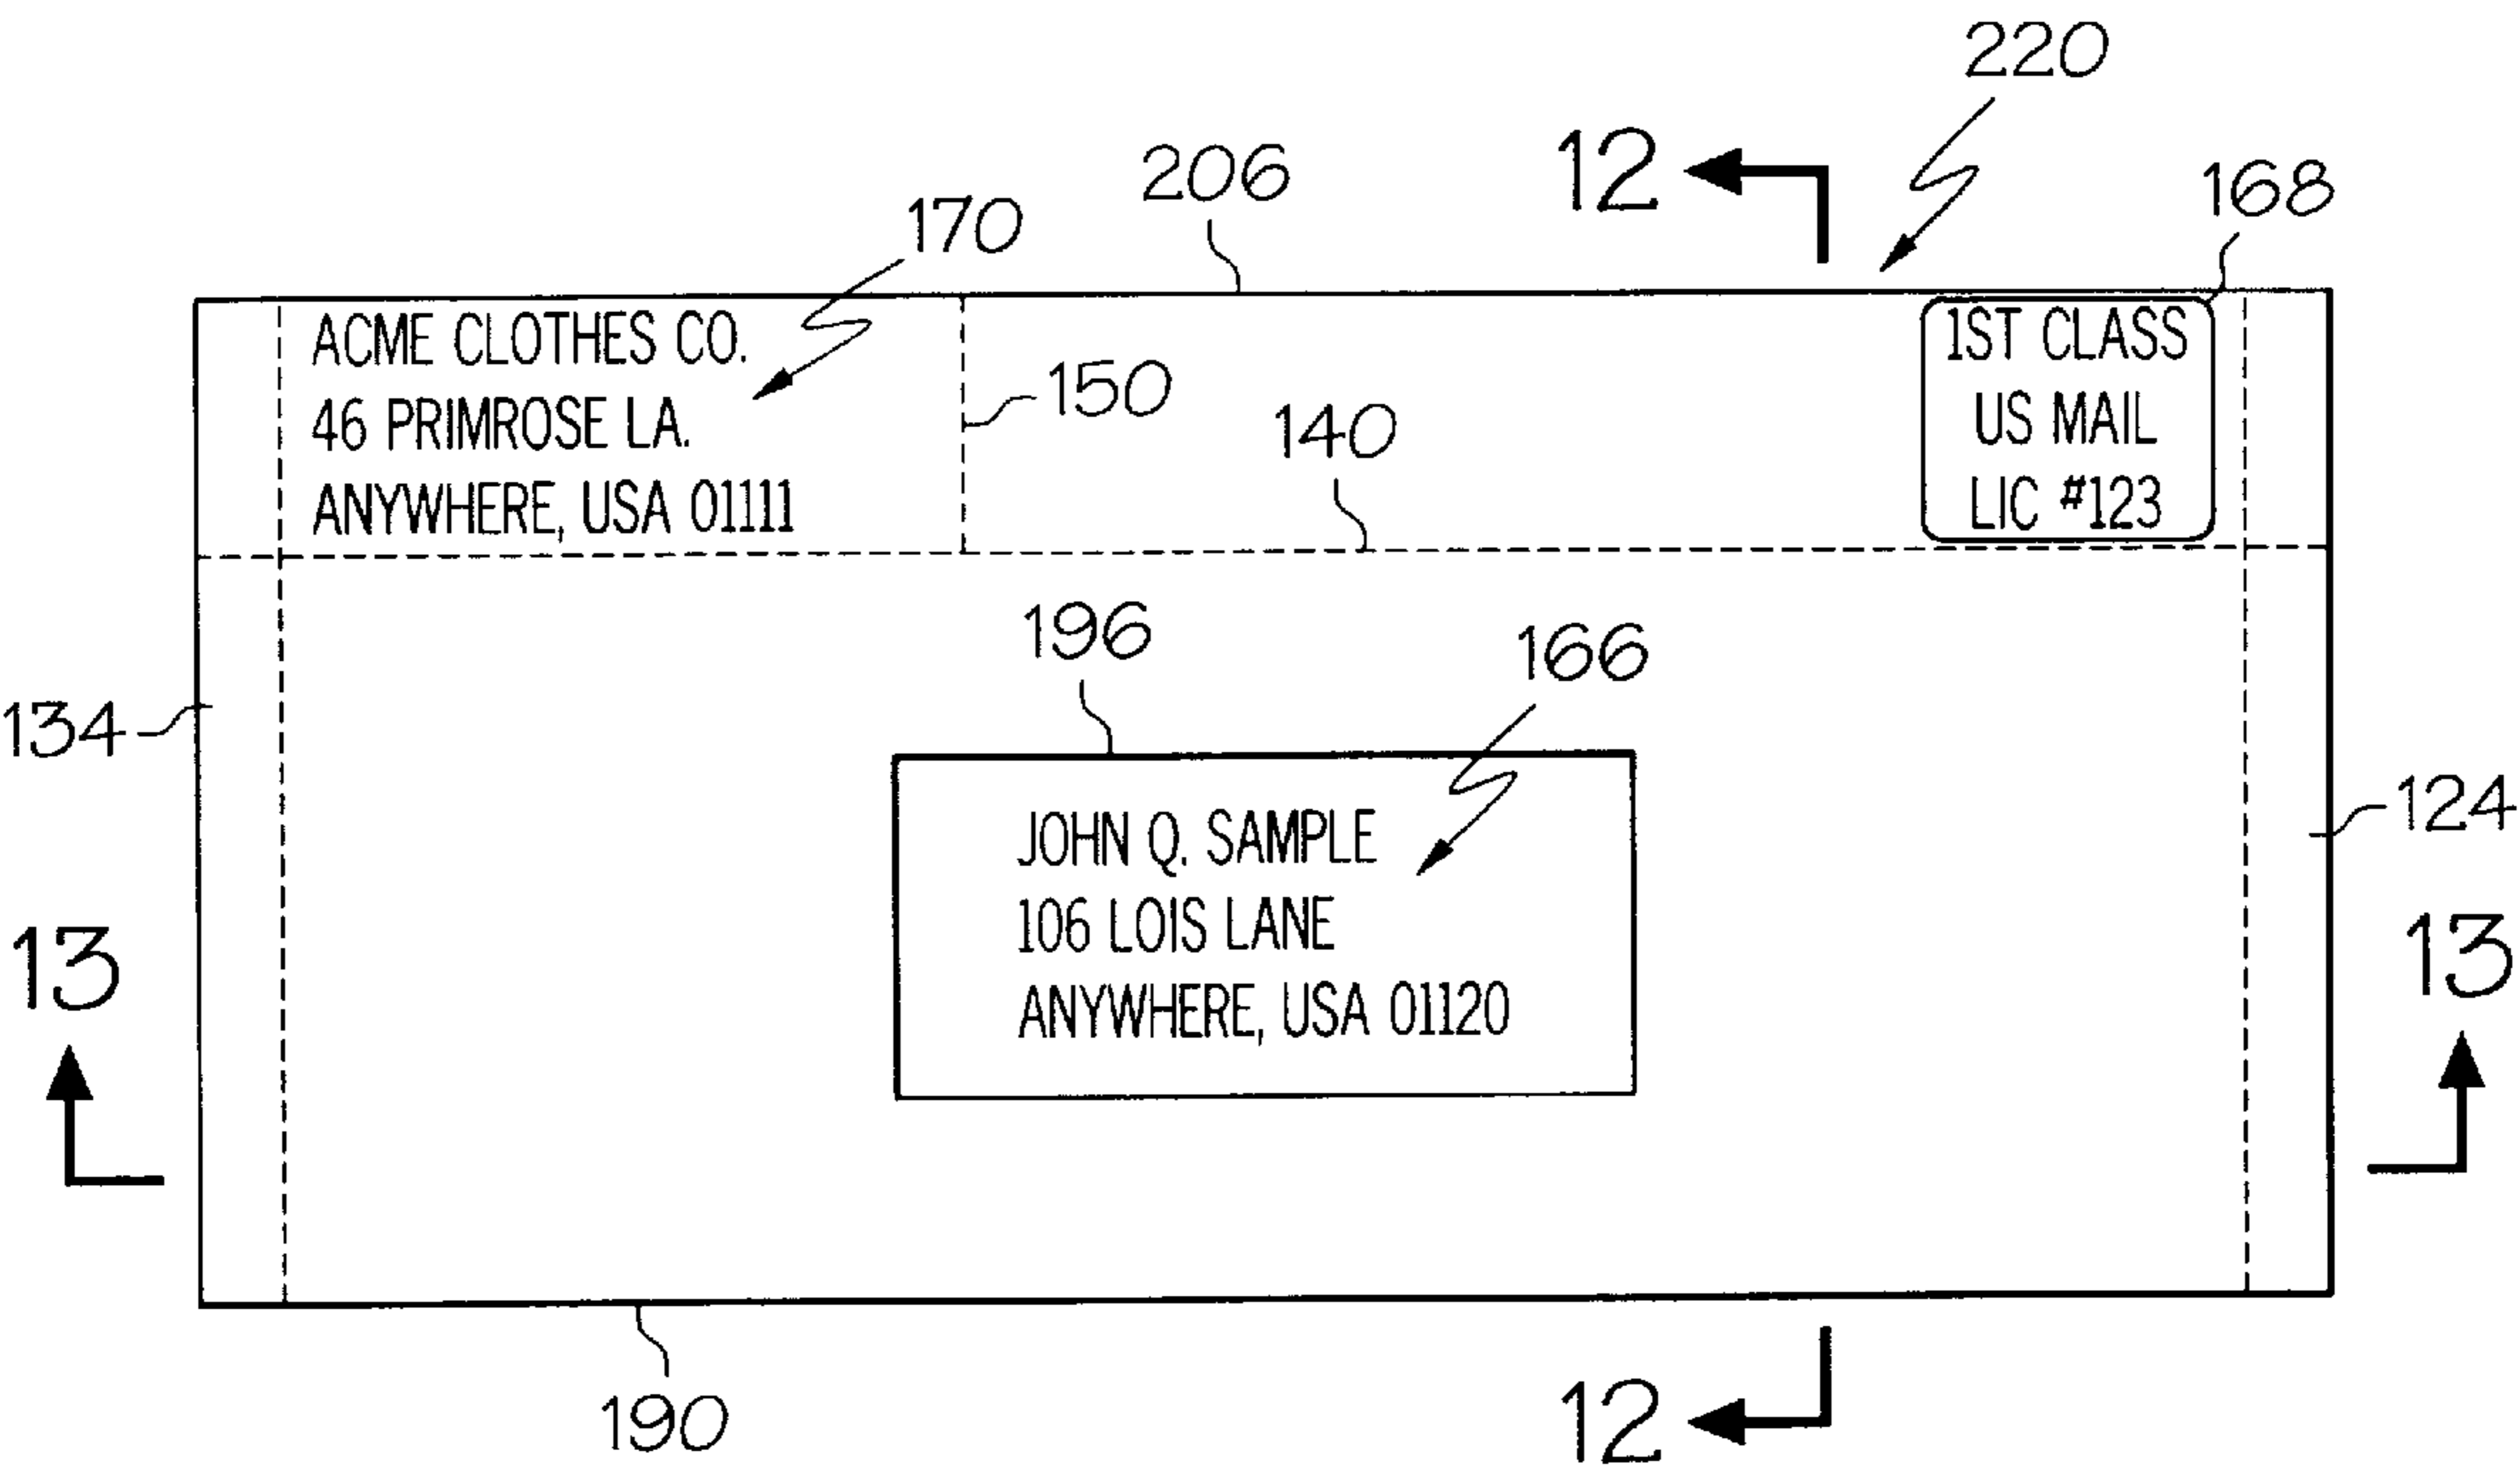 220
12
206
168
170
ACME CLOTHES CO.
1ST CLASS
150
46 PRIMROSE LA.
140
US MAIL
ANYWHERE, USA 01111
LIC #123
196
166
134
124
JOHN Q. SAMPLE
106 LOIS LANE
13
13
ANYWHERE, USA 01120
190
12